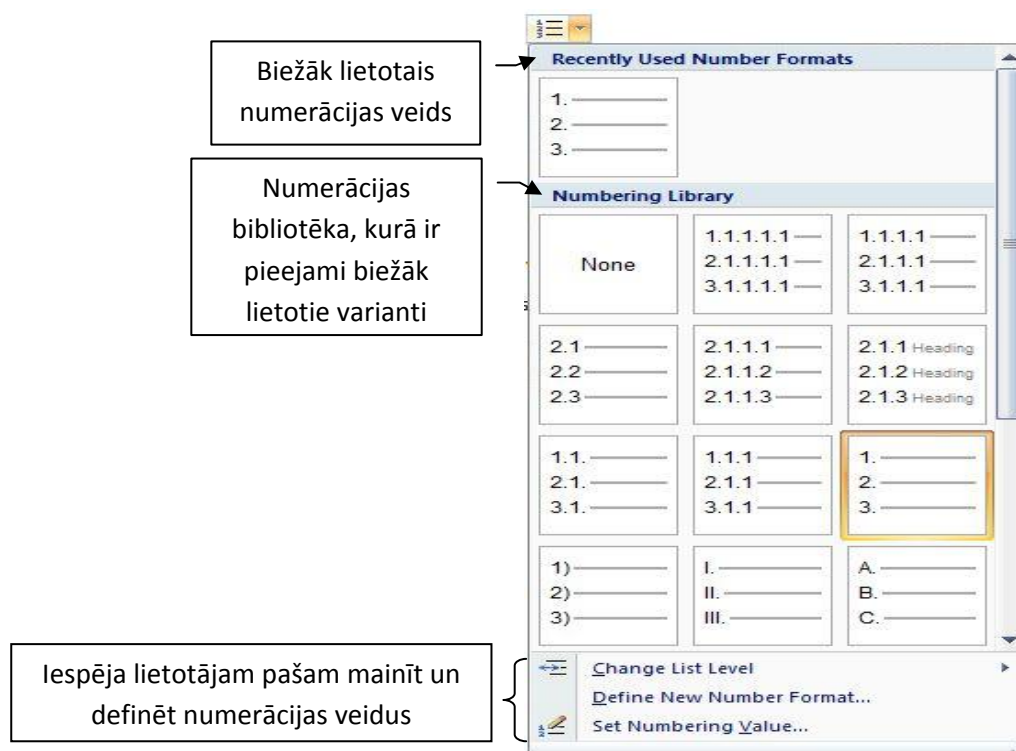 Biežāk lietotais
numerācijas veids
Recently Used Number Formats
1.
2.
3.
Numerācijas
bibliotēka, kurā ir
pieejami biežāk
lietotie varianti
Numbering Library
None
1.1.1.1.1
2.1.1.1.1
3.1.1.1.1
1.1.1.1
2.1.1.1
3.1.1.1
2.1
2.2
2.3
2.1.1.1
2.1.1.2
2.1.1.3
2.1.1 Heading
2.1.2 Heading
2.1.3 Heading
1.1.
2.1.
3.1.
1.1.1
2.1.1
3.1.1
1.
2.
3.
1)
2)
3)
I.
II.
III.
A.
B.
C.
Iespēja lietotājam pašam mainīt un
definēt numerācijas veidus
Change List Level
Define New Number Format...
Set Numbering Value...